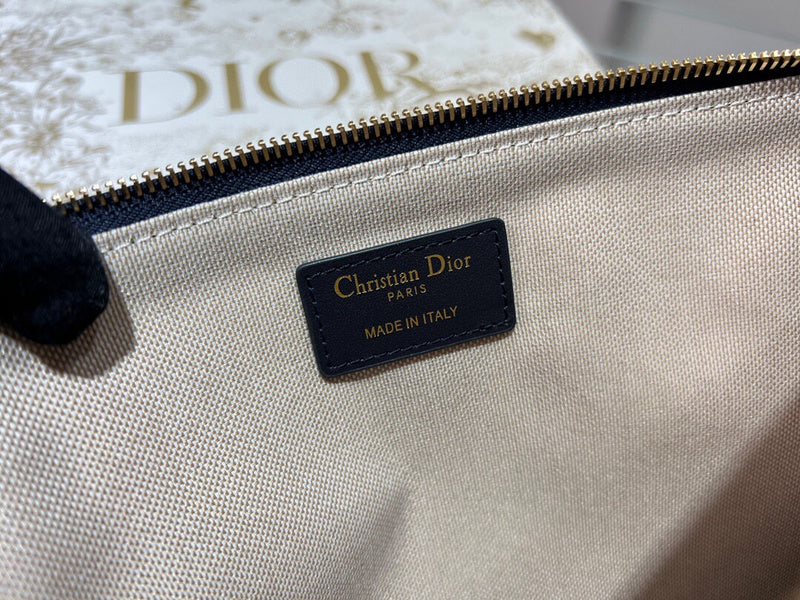 DIOR
Christian Dior
PARIS
MADE IN ITALY